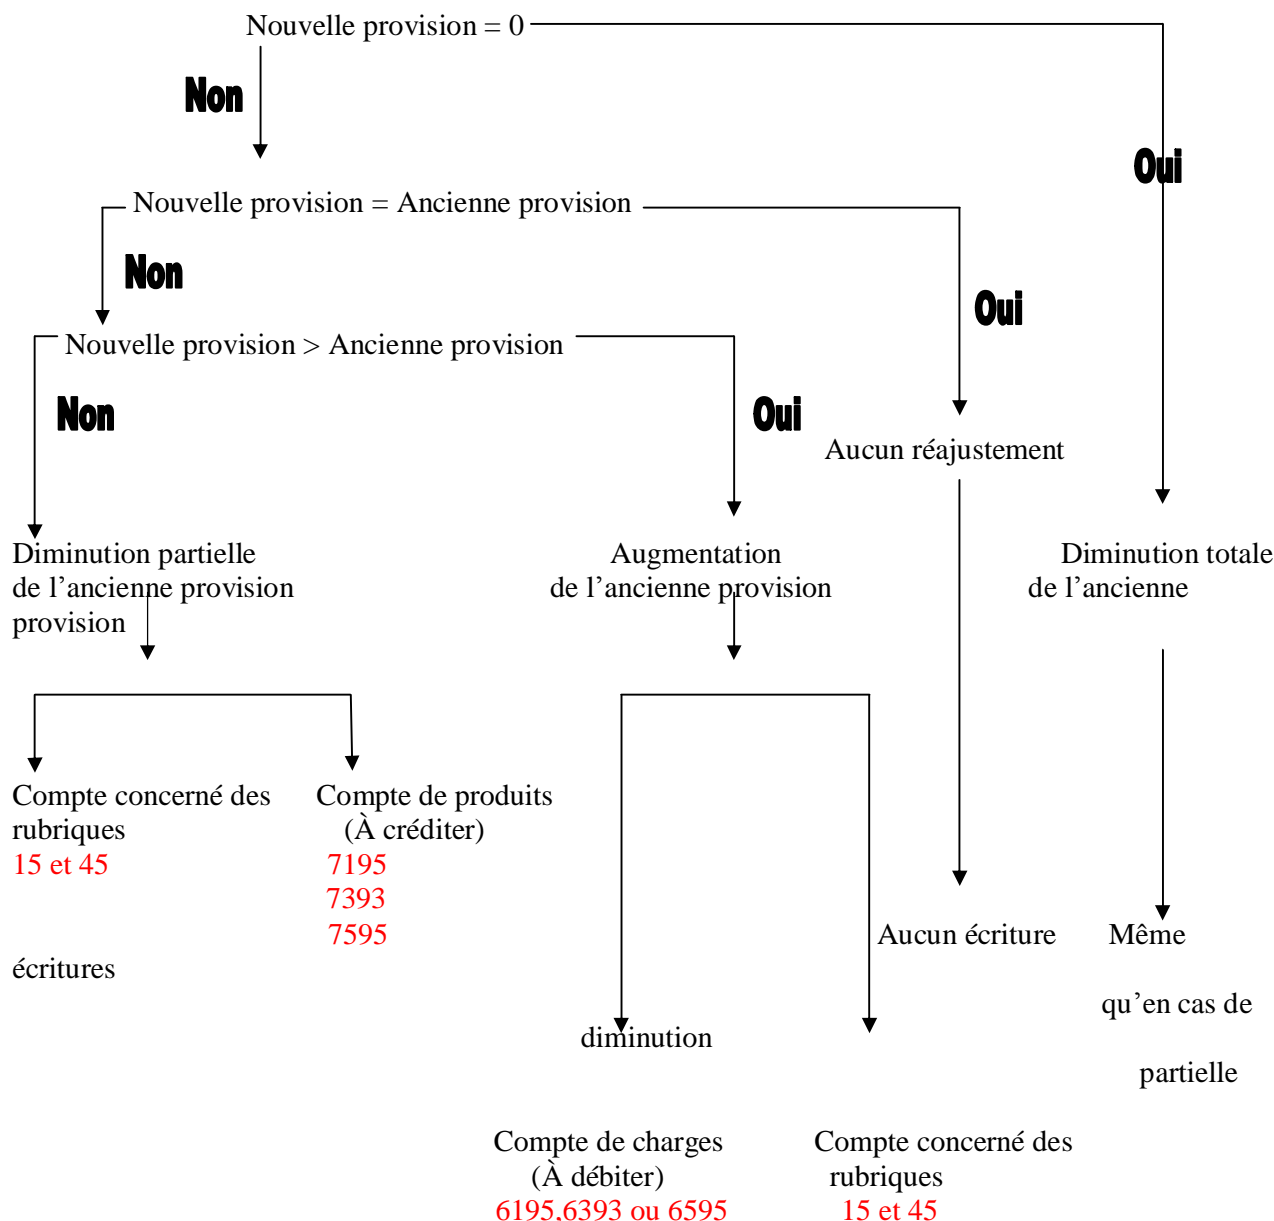 Nouvelle provision = 0
Non
Oui
Nouvelle provision = Ancienne provision
Non
Oui
Nouvelle provision > Ancienne provision
Non
Oui
Aucun réajustement
Diminution partielle
de l’ancienne provision
provision
Augmentation
de l’ancienne provision
Diminution totale
de l’ancienne
Compte concerné des
rubriques
15 et 45
Compte de produits
(À créditer)
7195
7393
7595
Aucun écriture
Même
écritures
qu’en cas de
diminution
partielle
Compte de charges
(À débiter)
6195,6393 ou 6595
Compte concerné des
rubriques
15 et 45